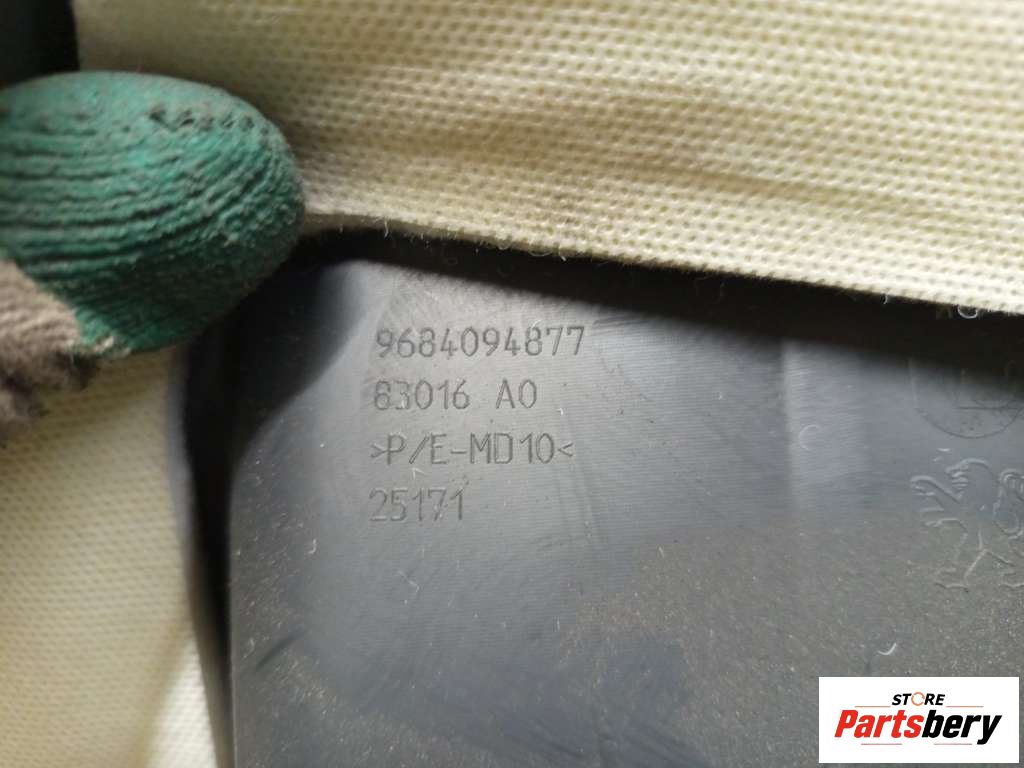 9684094877
83016 A0
>P/E-MD10<
25171
STORE
Partsbery